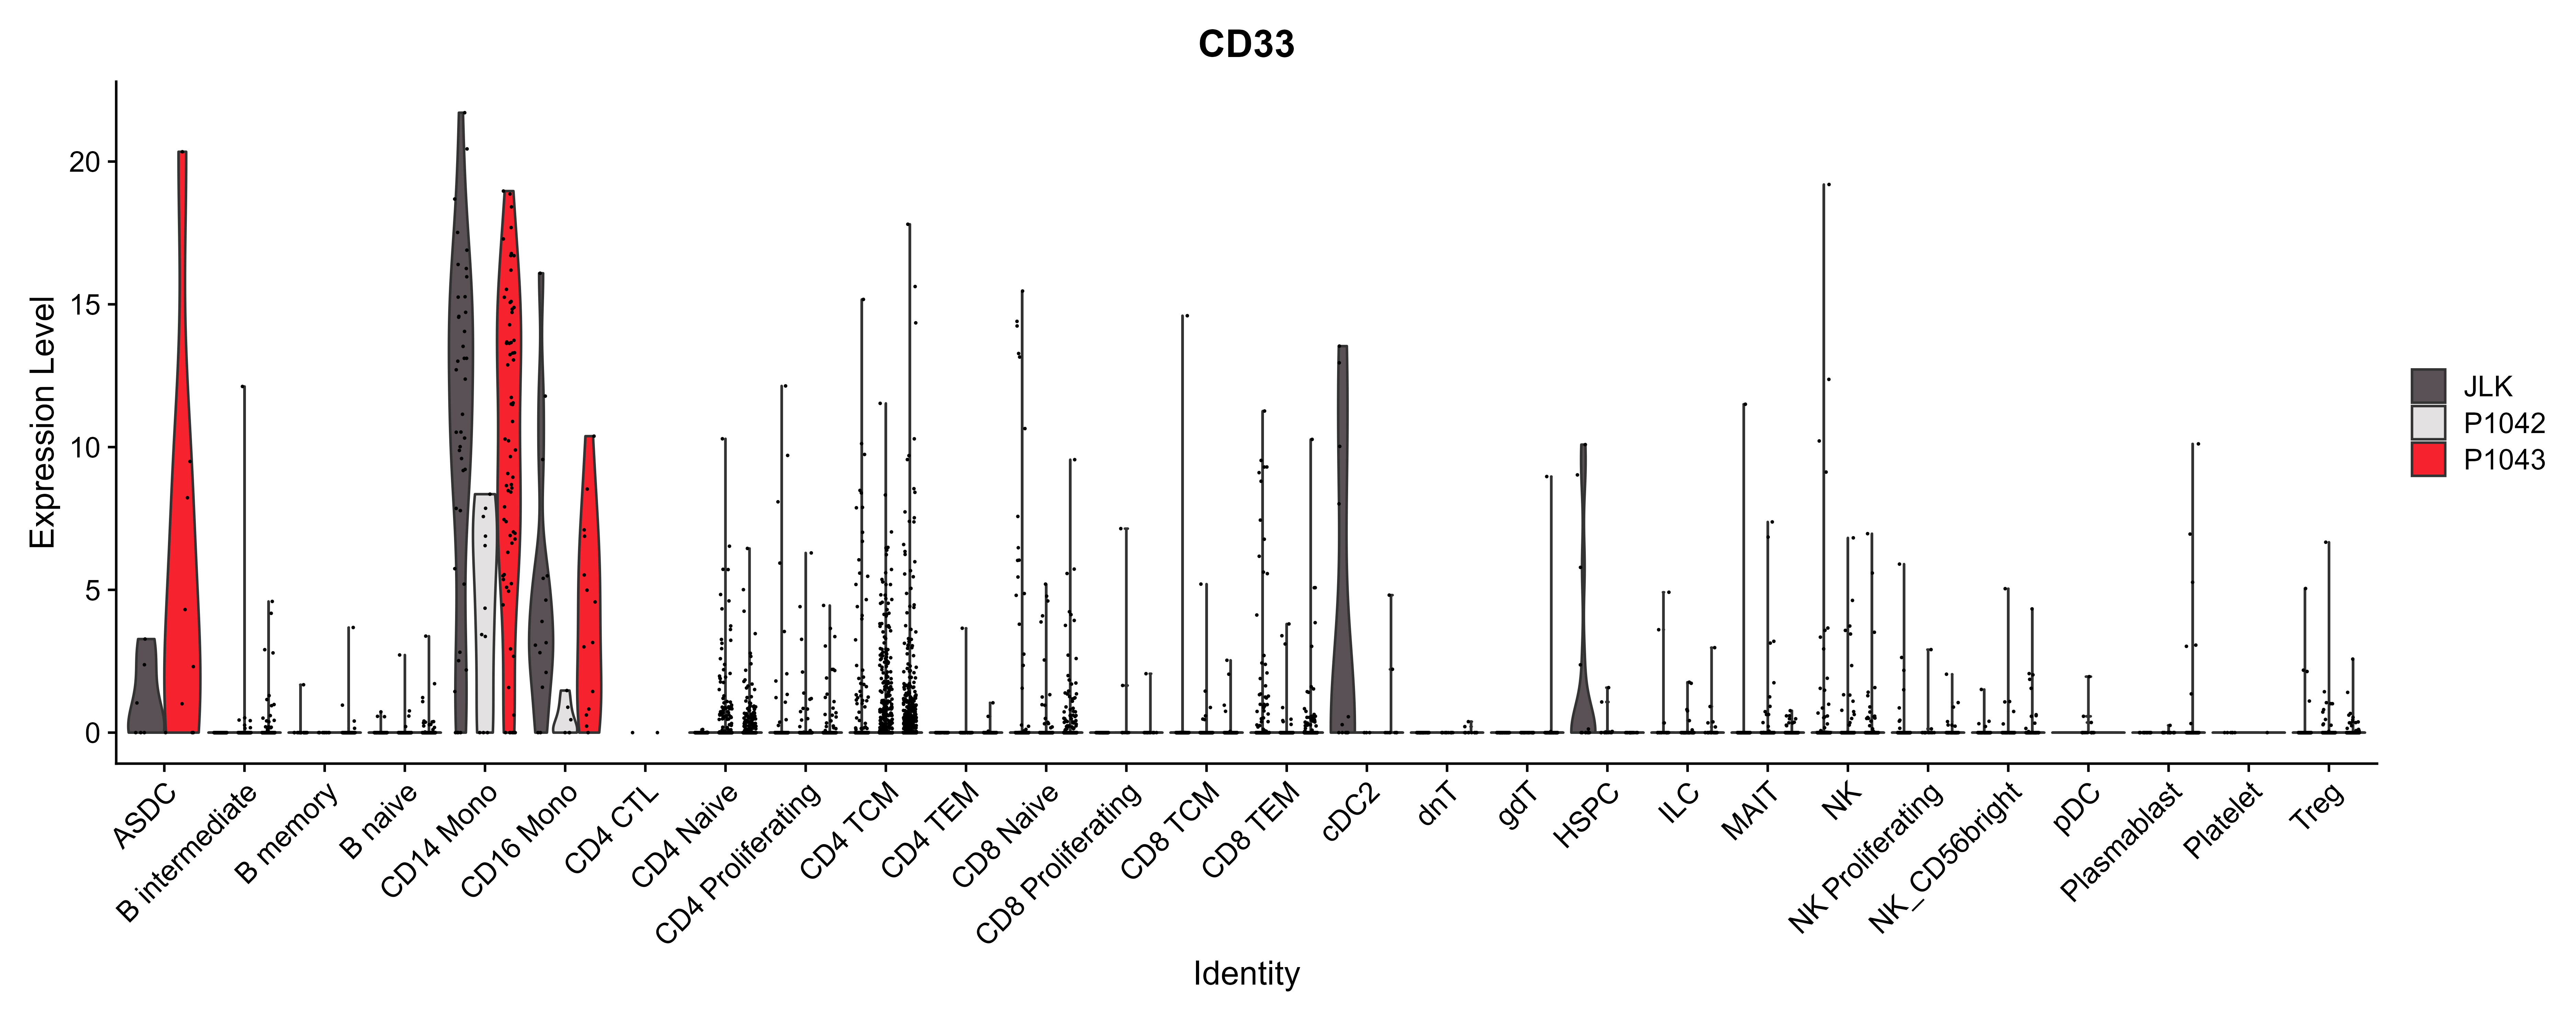 CD33
Expression Level
20
15
10
5
0
ASDC
B intermediate
B memory
B naive
CD14 Mono
CD16 Mono
CD4 CTL
CD4 Naive
CD4 Proliferating
CD4 TCM
CD4 TEM
CD8 Naive
CD8 Proliferating
CD8 TCM
CD8 TEM
cDC2
dnT
gdT
HSPC
ILC
MAIT
NK
NK Proliferating
NK_CD56bright
pDC
Plasmablast
Platelet
Treg
Identity
JLK
P1042
P1043